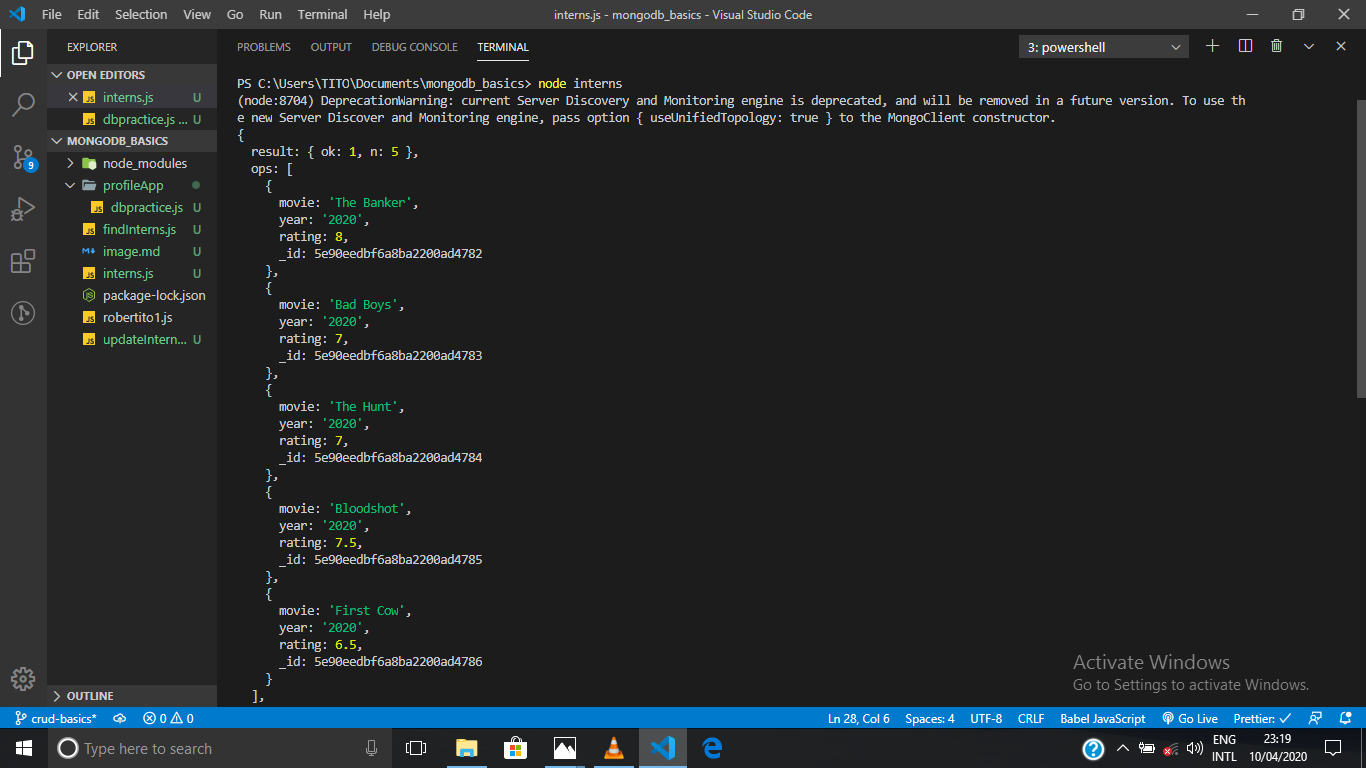 File Edit Selection View Go Run Terminal Help
interns.js - mongodb_basics - Visual Studio Code
EXPLORER
OPEN EDITORS
interns.js U
dbpractice.js ... U
MONGODB_BASICS
node_modules
profileApp
JS dbpractice.js U
JS findInterns.js U
M↓ image.md U
JS interns.js U
package-lock.json
JS robertito1.js
JS updateIntern... U
OUTLINE
9
PROBLEMS OUTPUT DEBUG CONSOLE TERMINAL
3: powershell
PS C:\Users\TITO\Documents\mongodb_basics> node interns
(node:8704) DeprecationWarning: current Server Discovery and Monitoring engine is deprecated, and will be removed in a future version. To use th
e new Server Discover and Monitoring engine, pass option { useUnifiedTopology: true } to the MongoClient constructor.
{
result: { ok: 1, n: 5 },
ops: [
{
movie: 'The Banker',
year: '2020',
rating: 8,
_id: 5e90eedbf6a8ba2200ad4782
},
{
movie: 'Bad Boys',
year: '2020',
rating: 7,
_id: 5e90eedbf6a8ba2200ad4783
},
{
movie: 'The Hunt',
year: '2020',
rating: 7,
_id: 5e90eedbf6a8ba2200ad4784
},
{
movie: 'Bloodshot',
year: '2020',
rating: 7.5,
_id: 5e90eedbf6a8ba2200ad4785
},
{
movie: 'First Cow',
year: '2020',
rating: 6.5,
_id: 5e90eedbf6a8ba2200ad4786
}
],
Activate Windows
Go to Settings to activate Windows.
crud-basics* 0 0 Ln 28, Col 6 Spaces: 4 UTF-8 CRLF Babel JavaScript Go Live Prettier: ✓
Type here to search
ENG
INTL
23:19
10/04/2020